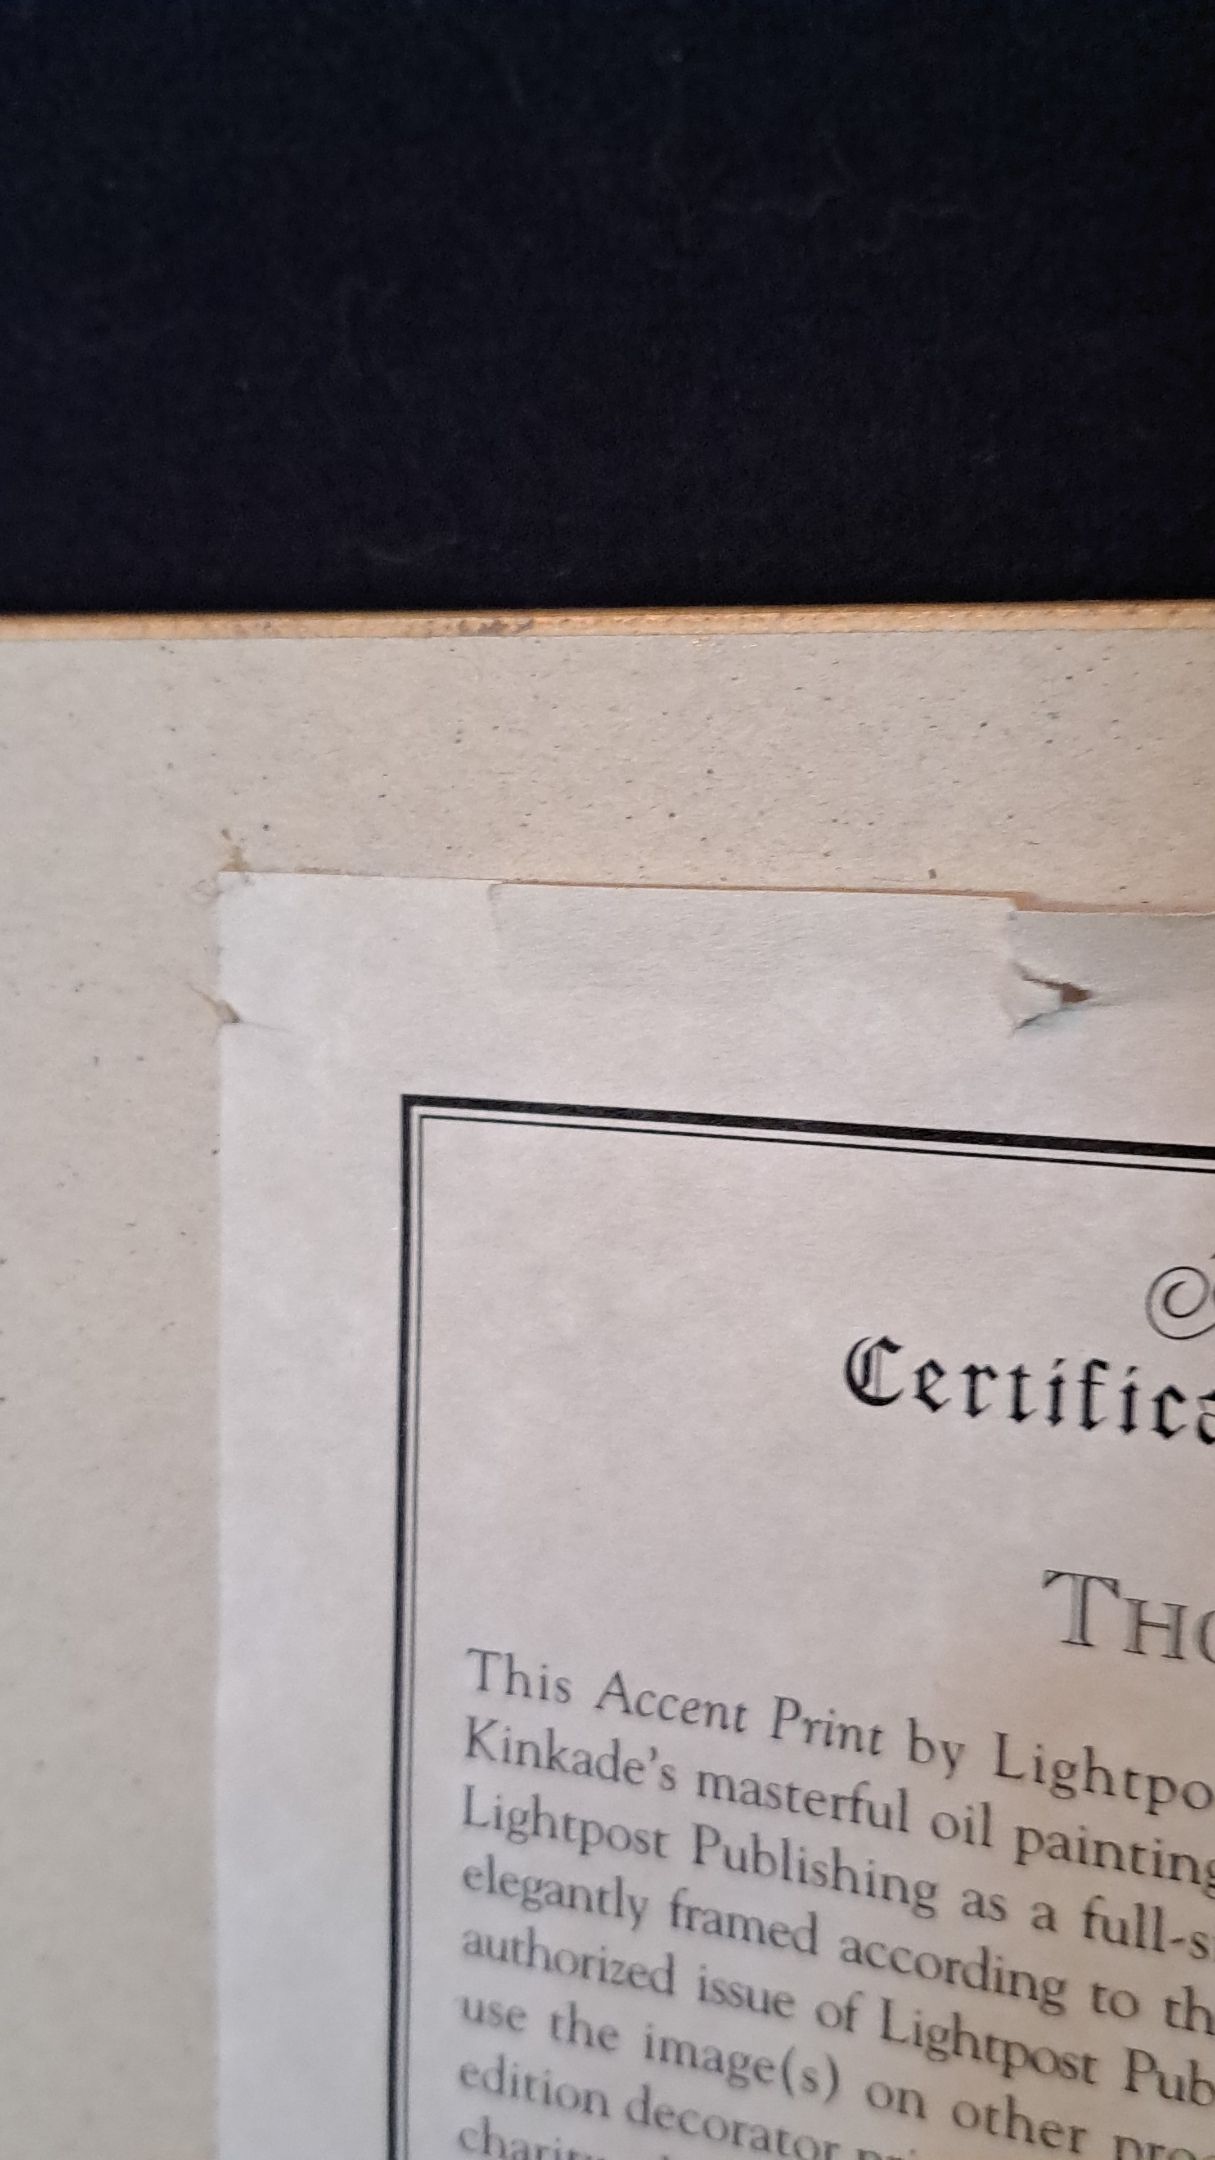 Certifica
THO
This Accent Print by Lightpo
Kinkade's masterful oil painting
Lightpost Publishing as a full-s
elegantly framed according to th
authorized issue of Lightpost Pub
use the image(s) on other pro
edition decorator